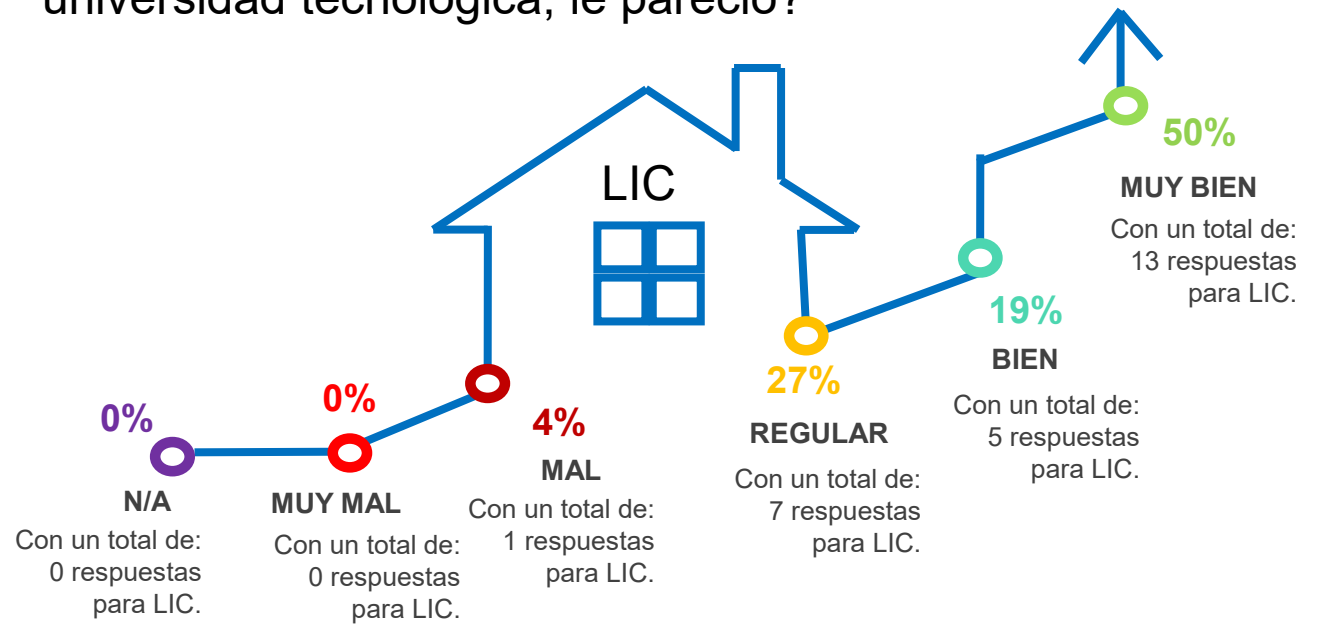 universidad tecnológica, le pareció?
LIC
0%
N/A
Con un total de:
0 respuestas
para LIC.
0%
MUY MAL
Con un total de:
0 respuestas
para LIC.
4%
MAL
Con un total de:
1 respuestas
para LIC.
27%
REGULAR
Con un total de:
7 respuestas
para LIC.
19%
BIEN
Con un total de:
5 respuestas
para LIC.
50%
MUY BIEN
Con un total de:
13 respuestas
para LIC.